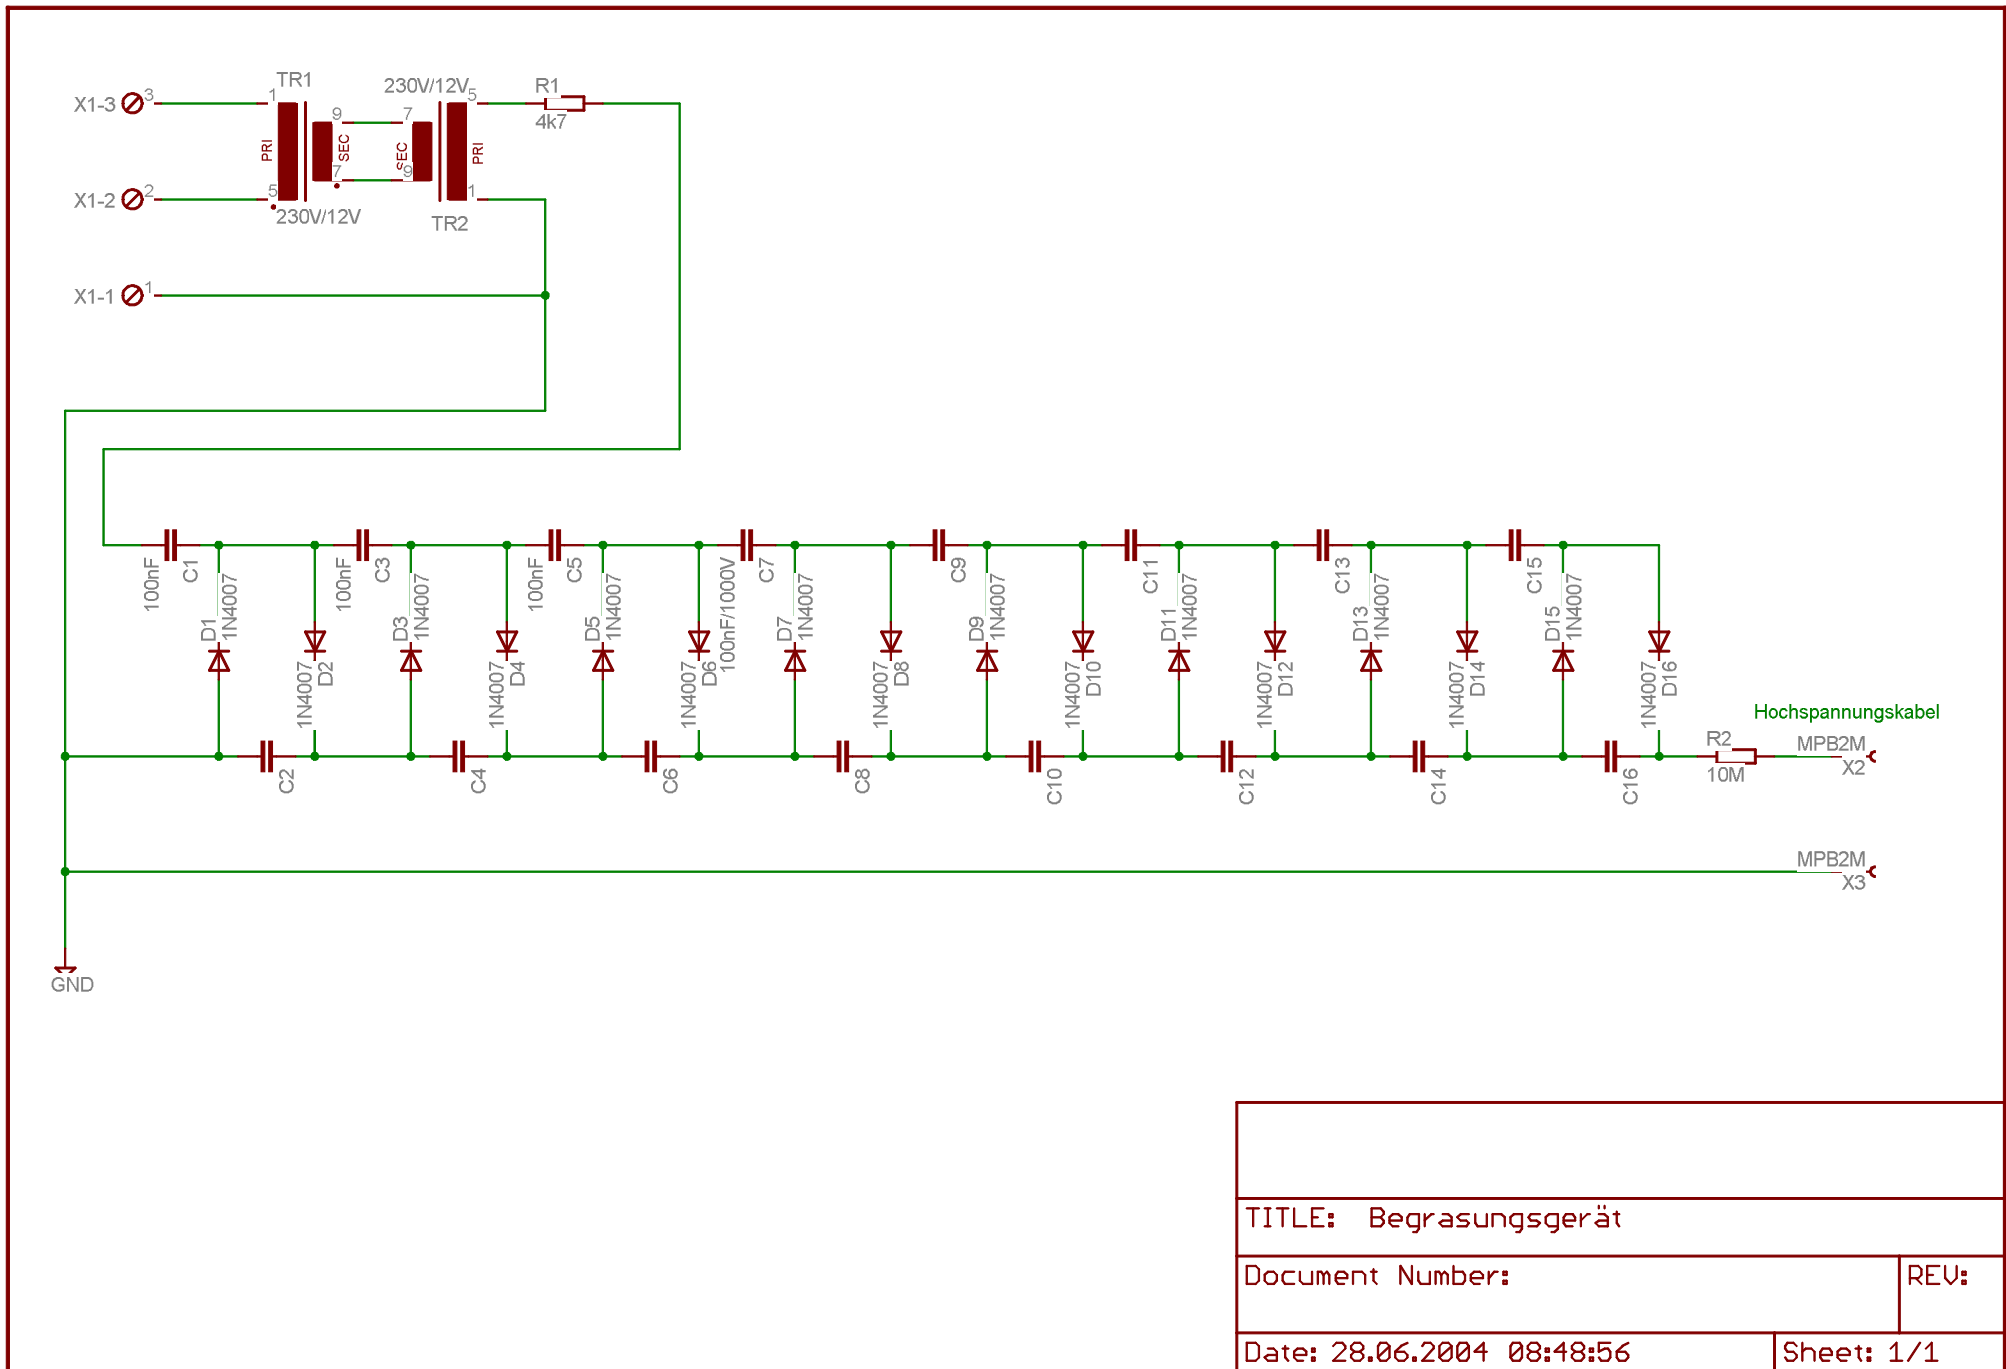 TR1
230V/12V
R1
X1-3
3
1
5
4k7
9
7
PRI
SEC
SEC
PRI
7
9
X1-2
2
5
1
230V/12V
TR2
X1-1
1
100nF
C1
1N4007
D1
100nF
C3
1N4007
D3
100nF
C5
1N4007
D5
100nF/1000V
C7
1N4007
D7
C9
1N4007
D9
C11
1N4007
D11
C13
1N4007
D13
C15
1N4007
D15
1N4007
D2
1N4007
D4
1N4007
D6
1N4007
D8
1N4007
D10
1N4007
D12
1N4007
D14
1N4007
D16
Hochspannungskabel
C2
C4
C6
C8
C10
C12
C14
C16
R2
10M
MPB2M
X2
MPB2M
X3
GND
TITLE: Begrasungsgerät
Document Number:
REV:
Date: 28.06.2004 08:48:56
Sheet: 1/1